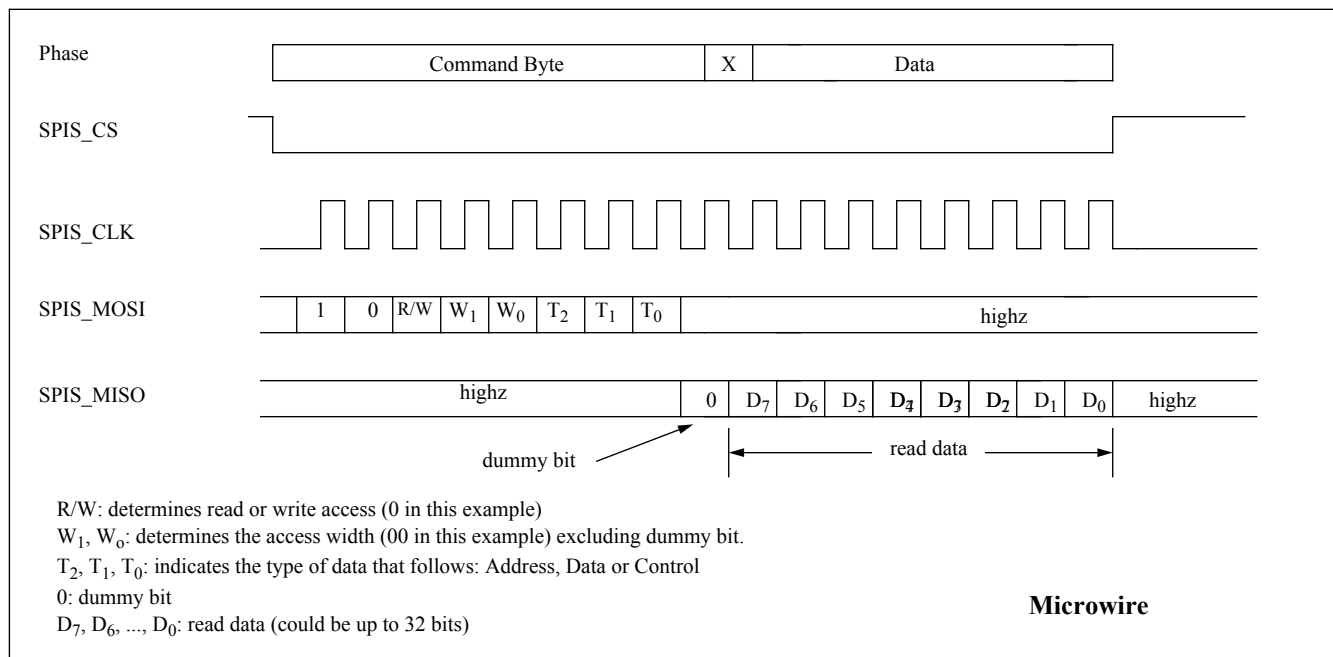 Phase
Command Byte X Data
SPIS_CS
SPIS_CLK
SPIS_MOSI
1 0 R/W W1 W0 T2 T1 T0 highz
SPIS_MISO
highz 0 D7 D6 D5 D1 D0 highz
dummy bit
read data
R/W: determines read or write access (0 in this example)
W1, Wo: determines the access width (00 in this example) excluding dummy bit.
T2, T1, T0: indicates the type of data that follows: Address, Data or Control
0: dummy bit
D7, D6, ..., D0: read data (could be up to 32 bits)
Microwire